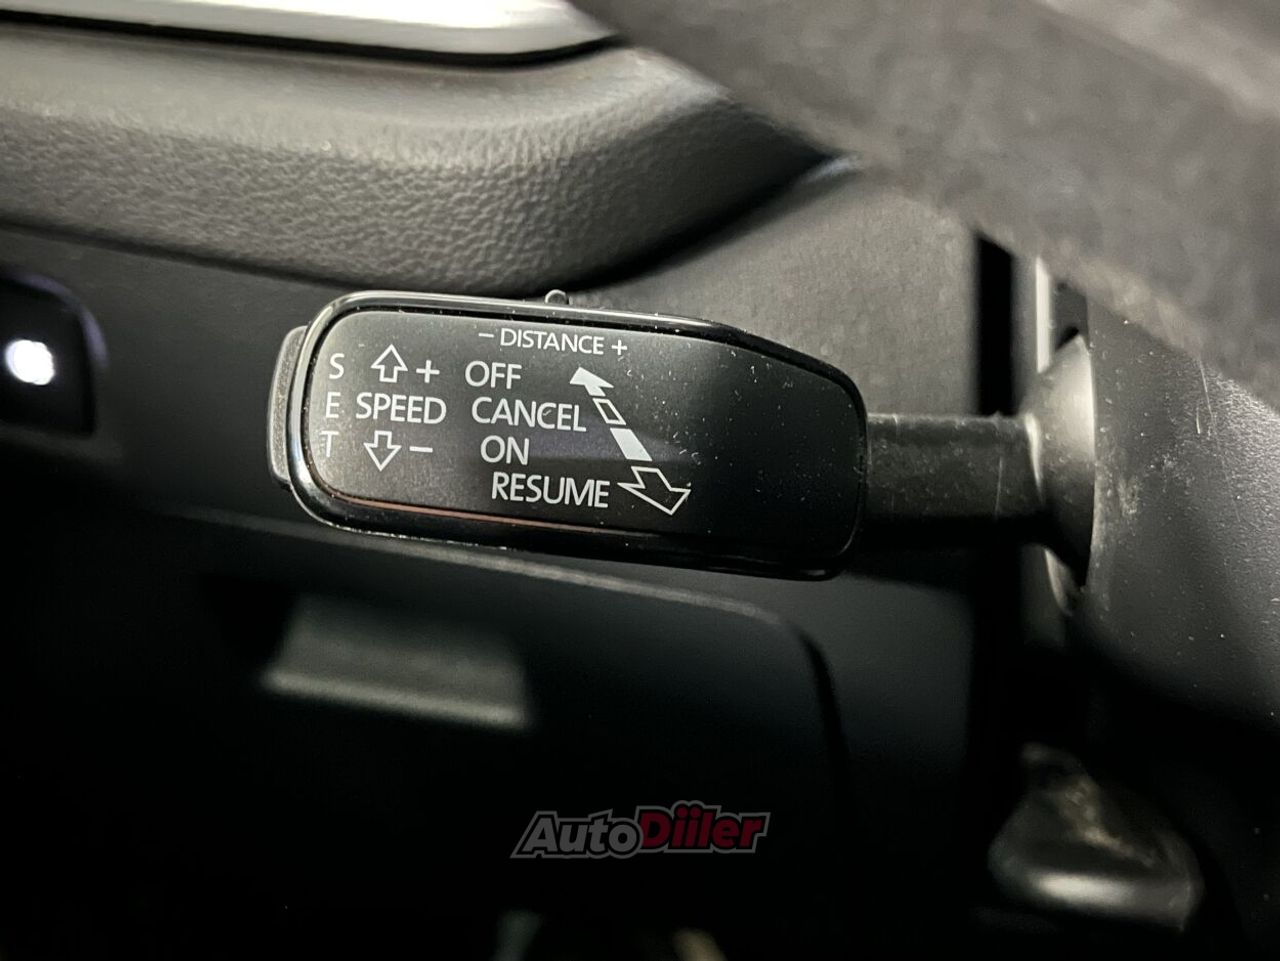 – DISTANCE +
S + OFF
E SPEED CANCEL
T – ON
RESUME
AutoDiiler